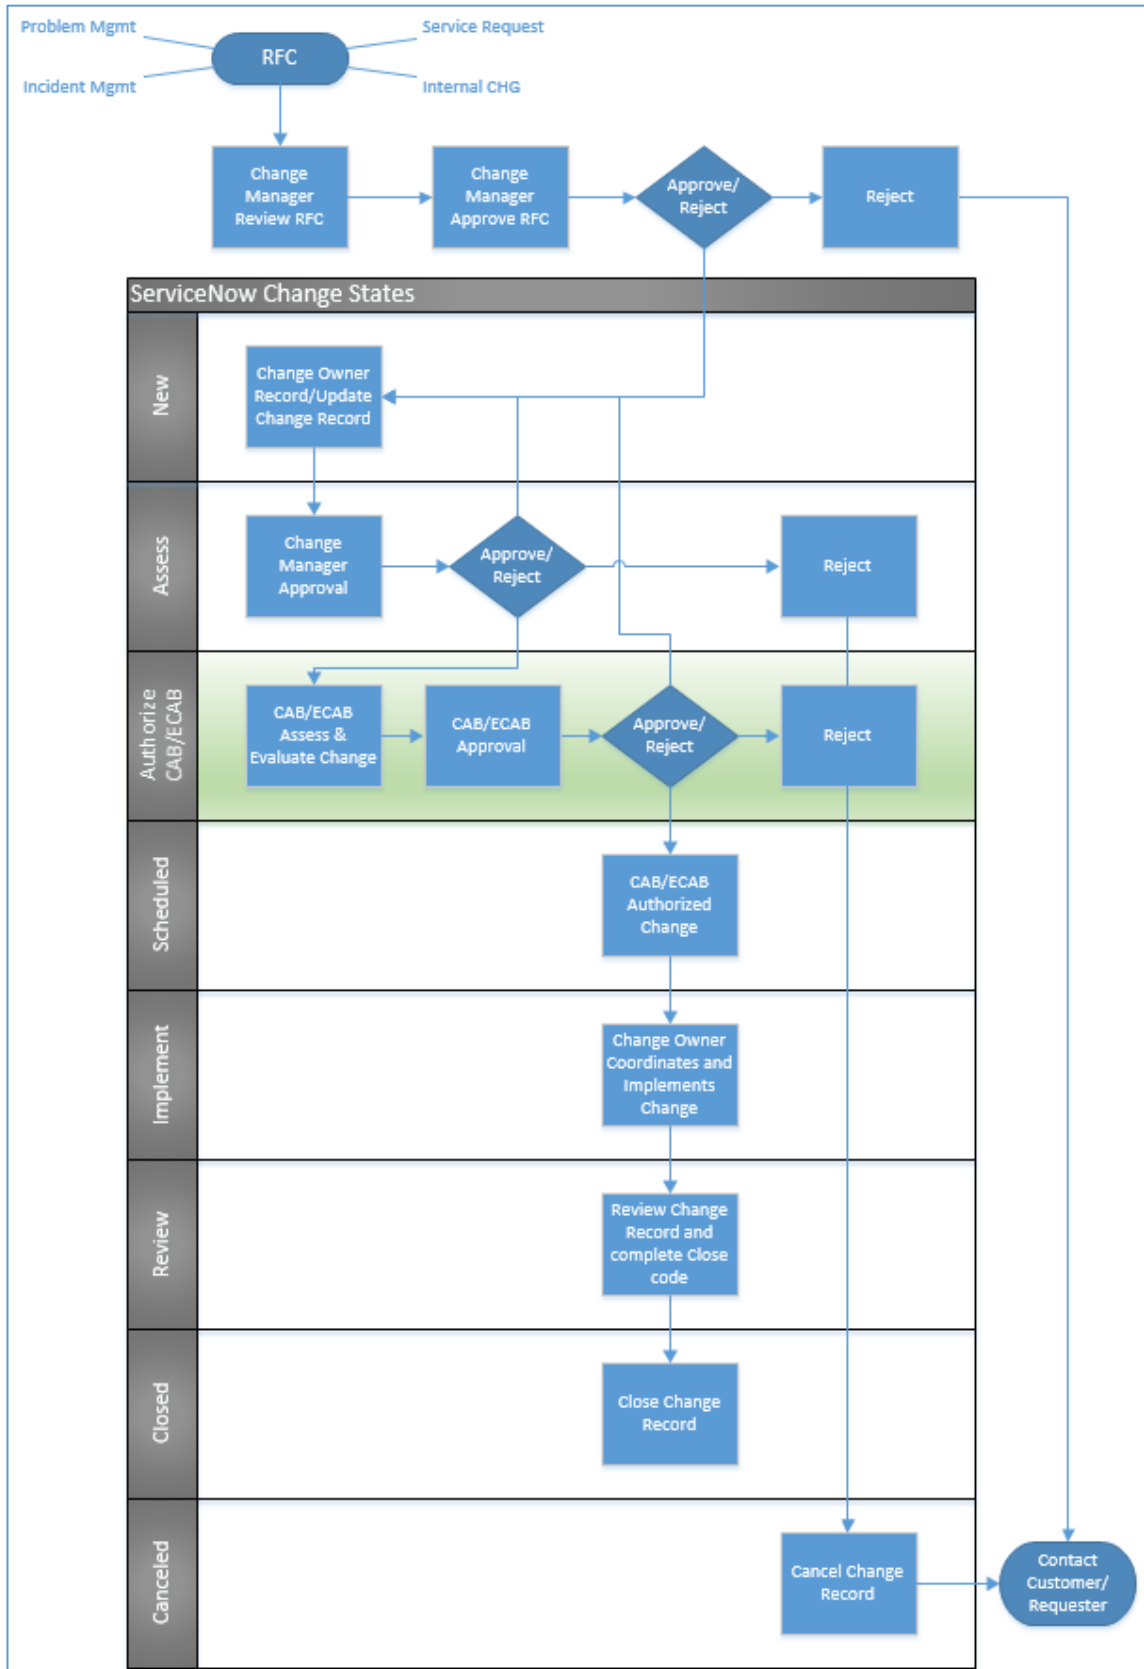 Problem Mgmt
Service Request
RFC
Incident Mgmt
Internal CHG
Change
Manager
Review RFC
Change
Manager
Approve RFC
Approve/
Reject
Reject
ServiceNow Change States
New
Change Owner
Record/Update
Change Record
Assess
Change
Manager
Approval
Approve/
Reject
Reject
Authorize
CAB/ECAB
CAB/ECAB
Assess &
Evaluate Change
CAB/ECAB
Approval
Approve/
Reject
Reject
Scheduled
CAB/ECAB
Authorized
Change
Implement
Change Owner
Coordinates and
Implements
Change
Review
Review Change
Record and
complete Close
code
Closed
Close Change
Record
Canceled
Cancel Change
Record
Contact
Customer/
Requester